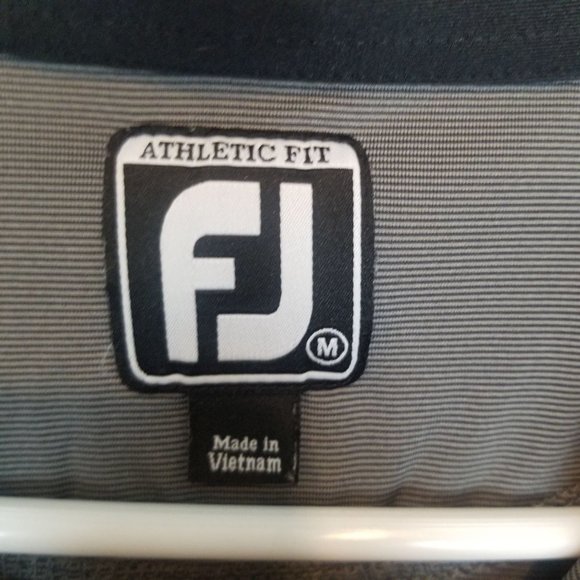 ATHLETIC FIT
FJ
M
Made in
Vietnam